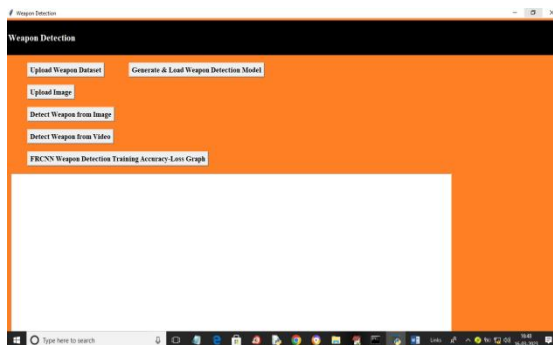 Weapon Detection
Weapon Detection
Upload Weapon Dataset Generate & Load Weapon Detection Model
Upload Image
Detect Weapon from Image
Detect Weapon from Video
FRCNN Weapon Detection Training Accuracy-Loss Graph
Type here to search
Links